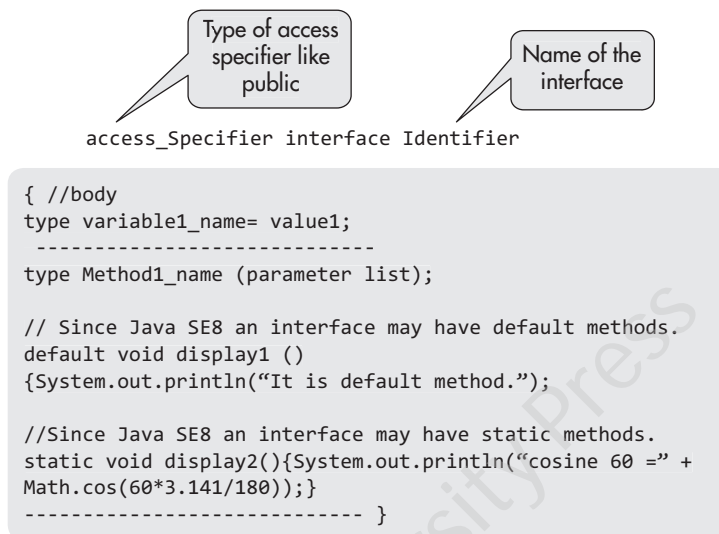 Type of access
specifier like
public
Name of the
interface
access_Specifier interface Identifier
{ //body
type variable1_name= value1;
-----------------------------
type Method1_name (parameter list);
// Since Java SE8 an interface may have default methods.
default void display1 ()
{System.out.println(“It is default method.”);
//Since Java SE8 an interface may have static methods.
static void display2(){System.out.println(“cosine 60 =” +
Math.cos(60*3.141/180));}
----------------------------- }
Press